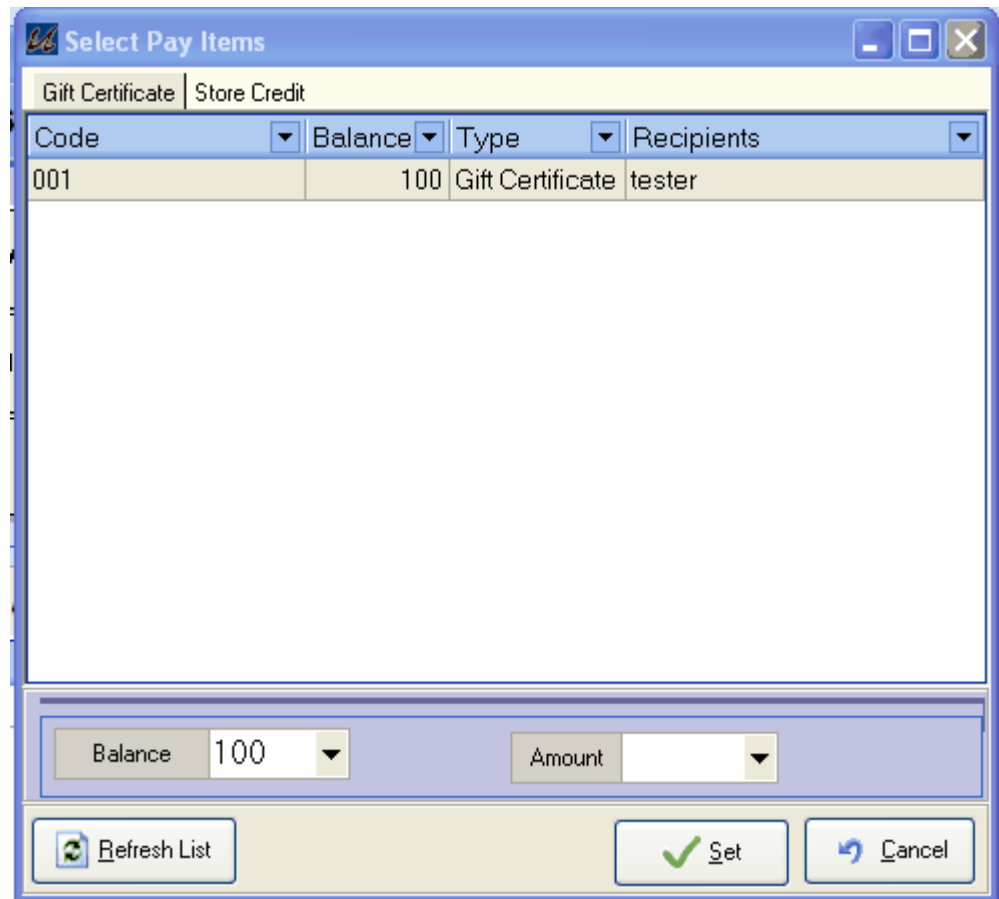 Select Pay Items
Gift Certificate Store Credit
Code Balance Type Recipients
001 100 Gift Certificate tester
Balance 100 Amount
Refresh List Set Cancel